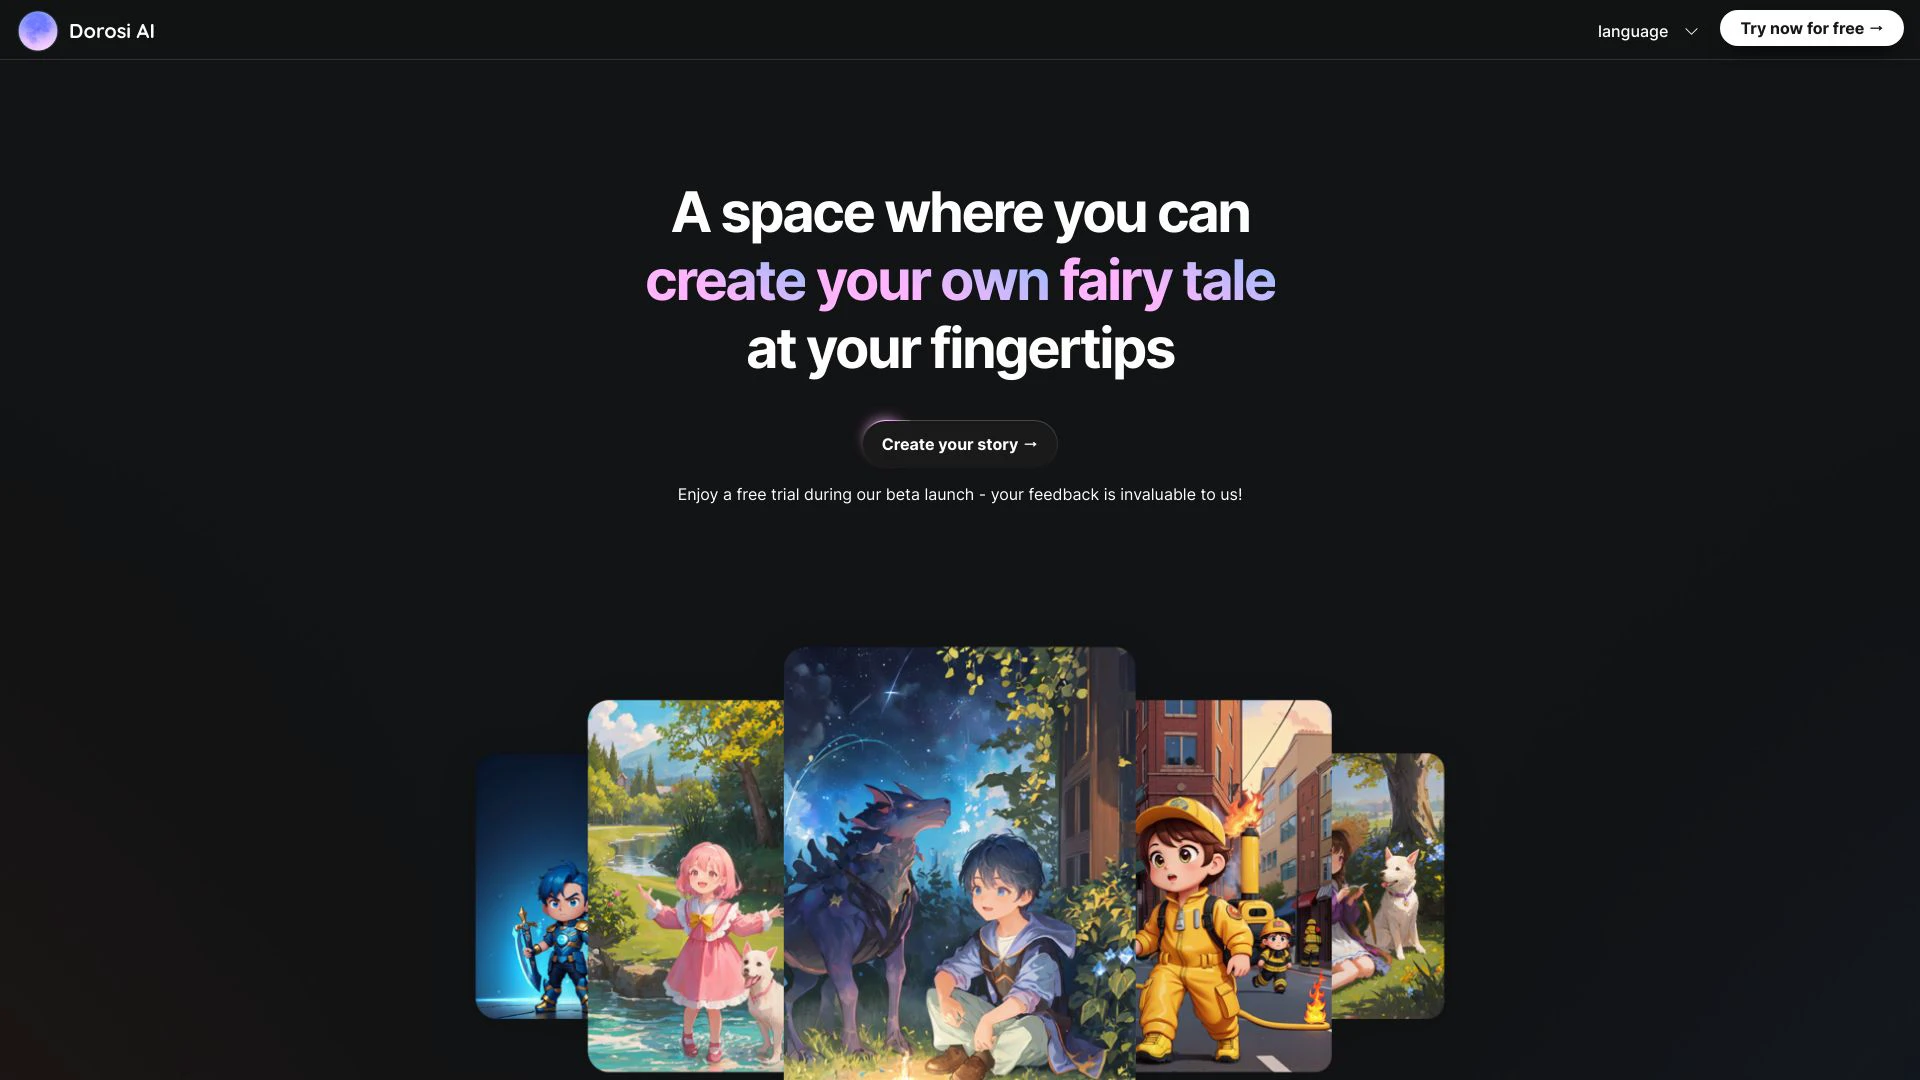 Dorosi AI
language
Try now for free →
A space where you can
create your own fairy tale
at your fingertips
Create your story →
Enjoy a free trial during our beta launch - your feedback is invaluable to us!